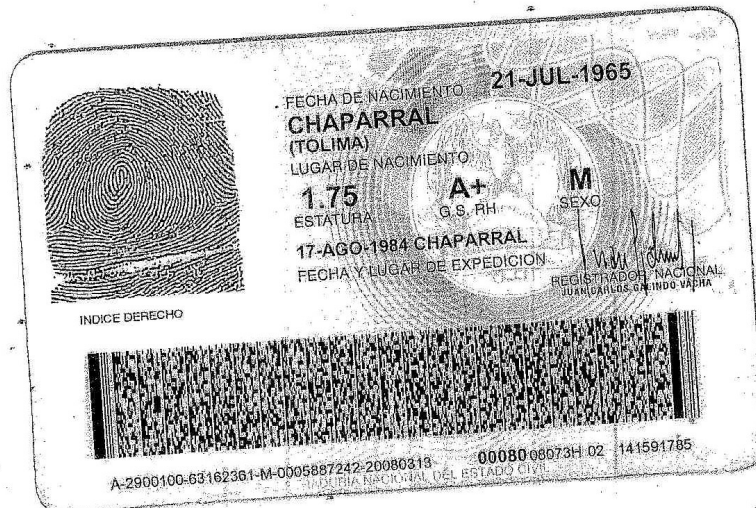 FECHA DE NACIMIENTO 21-JUL-1965
CHAPARRAL
(TOLIMA)
LUGAR DE NACIMIENTO
1.75 A+ M
ESTATURA G.S. RH SEXO
17-AGO-1984 CHAPARRAL
FECHA Y LUGAR DE EXPEDICION
REGISTRADOR NACIONAL
JUAN CARLOS GALINDO VACHA
INDICE DERECHO
A-2900100-63162361-M-0005887242-20080313 00080 08073H 02 141591785
NACIONAL DEL ESTADO CIVIL